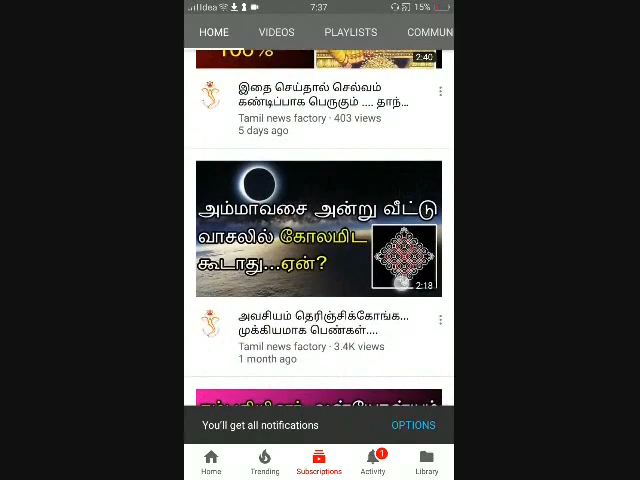 Idea 7:37 15%
HOME VIDEOS PLAYLISTS COMMUN
100%
2:40
இதை செய்தால் செல்வம்
கண்டிப்பாக பெருகும் .... தாந்...
Tamil news factory · 403 views
5 days ago
அம்மாவசை அன்று வீட்டு
வாசலில் கோலமிட
கூடாது...ஏன்?
2:18
அவசியம் தெரிஞ்சிக்கோங்க...
முக்கியமாக பெண்கள்....
Tamil news factory · 3.4K views
1 month ago
You'll get all notifications OPTIONS
1
Home Trending Subscriptions Activity Library